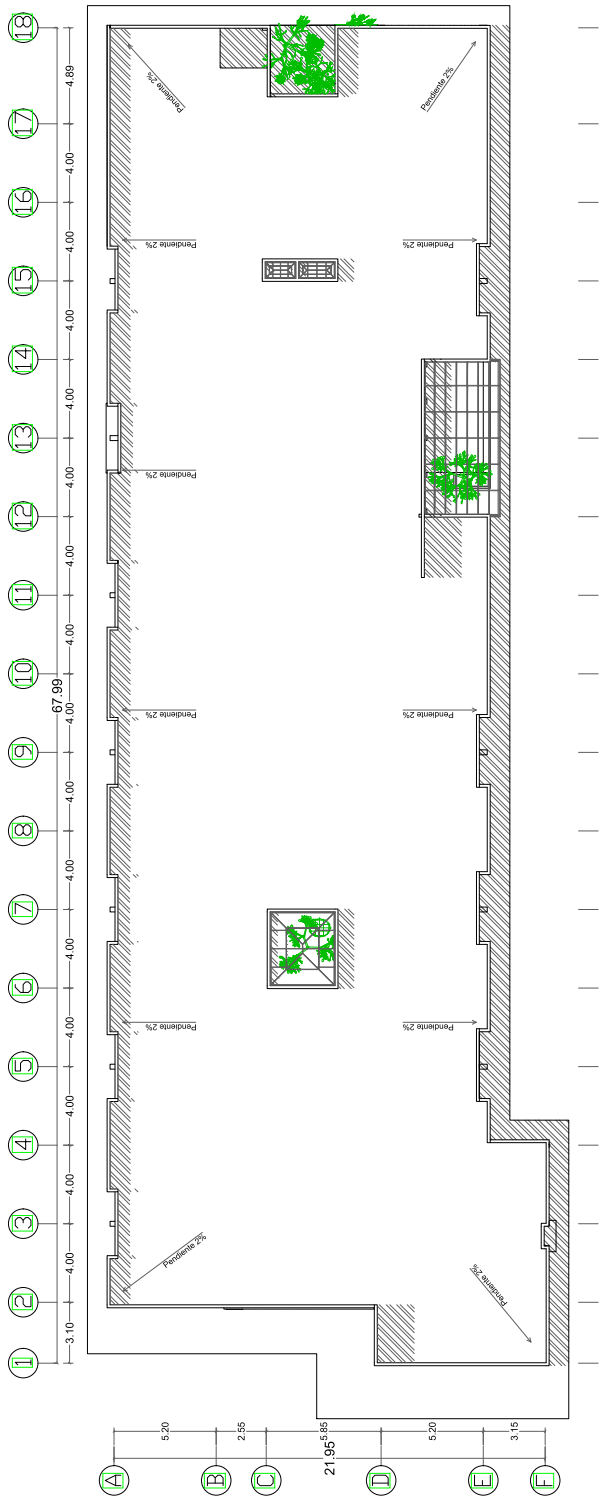 18
4.89
17
4.00
16
4.00
15
4.00
14
4.00
13
4.00
12
4.00
11
4.00
10
67.99
4.00
9
4.00
8
4.00
7
4.00
6
4.00
5
4.00
4
4.00
3
4.00
2
3.10
1
Pendiente 2%
Pendiente 2%
Pendiente 2%
Pendiente 2%
Pendiente 2%
Pendiente 2%
Pendiente 2%
Pendiente 2%
Pendiente 2%
Pendiente 2%
Pendiente 2%
5.20
2.55
5.85
5.20
3.15
21.95
A
B
C
D
E
F